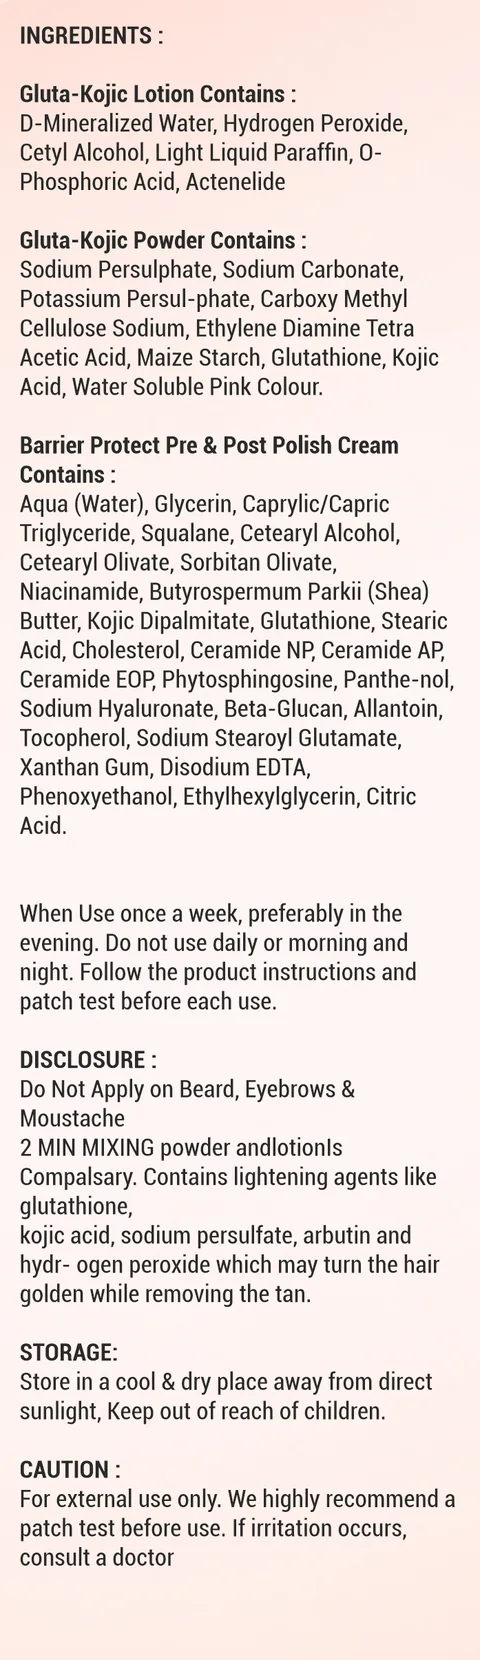 INGREDIENTS :
Gluta-Kojic Lotion Contains :
D-Mineralized Water, Hydrogen Peroxide,
Cetyl Alcohol, Light Liquid Paraffin, O-
Phosphoric Acid, Actenelide
Gluta-Kojic Powder Contains :
Sodium Persulphate, Sodium Carbonate,
Potassium Persul-phate, Carboxy Methyl
Cellulose Sodium, Ethylene Diamine Tetra
Acetic Acid, Maize Starch, Glutathione, Kojic
Acid, Water Soluble Pink Colour.
Barrier Protect Pre & Post Polish Cream
Contains :
Aqua (Water), Glycerin, Caprylic/Capric
Triglyceride, Squalane, Cetearyl Alcohol,
Cetearyl Olivate, Sorbitan Olivate,
Niacinamide, Butyrospermum Parkii (Shea)
Butter, Kojic Dipalmitate, Glutathione, Stearic
Acid, Cholesterol, Ceramide NP, Ceramide AP,
Ceramide EOP, Phytosphingosine, Panthe-nol,
Sodium Hyaluronate, Beta-Glucan, Allantoin,
Tocopherol, Sodium Stearoyl Glutamate,
Xanthan Gum, Disodium EDTA,
Phenoxyethanol, Ethylhexylglycerin, Citric
Acid.
When Use once a week, preferably in the
evening. Do not use daily or morning and
night. Follow the product instructions and
patch test before each use.
DISCLOSURE :
Do Not Apply on Beard, Eyebrows &
Moustache
2 MIN MIXING powder andlotionIs
Compalsary. Contains lightening agents like
glutathione,
kojic acid, sodium persulfate, arbutin and
hydr- ogen peroxide which may turn the hair
golden while removing the tan.
STORAGE:
Store in a cool & dry place away from direct
sunlight, Keep out of reach of children.
CAUTION :
For external use only. We highly recommend a
patch test before use. If irritation occurs,
consult a doctor